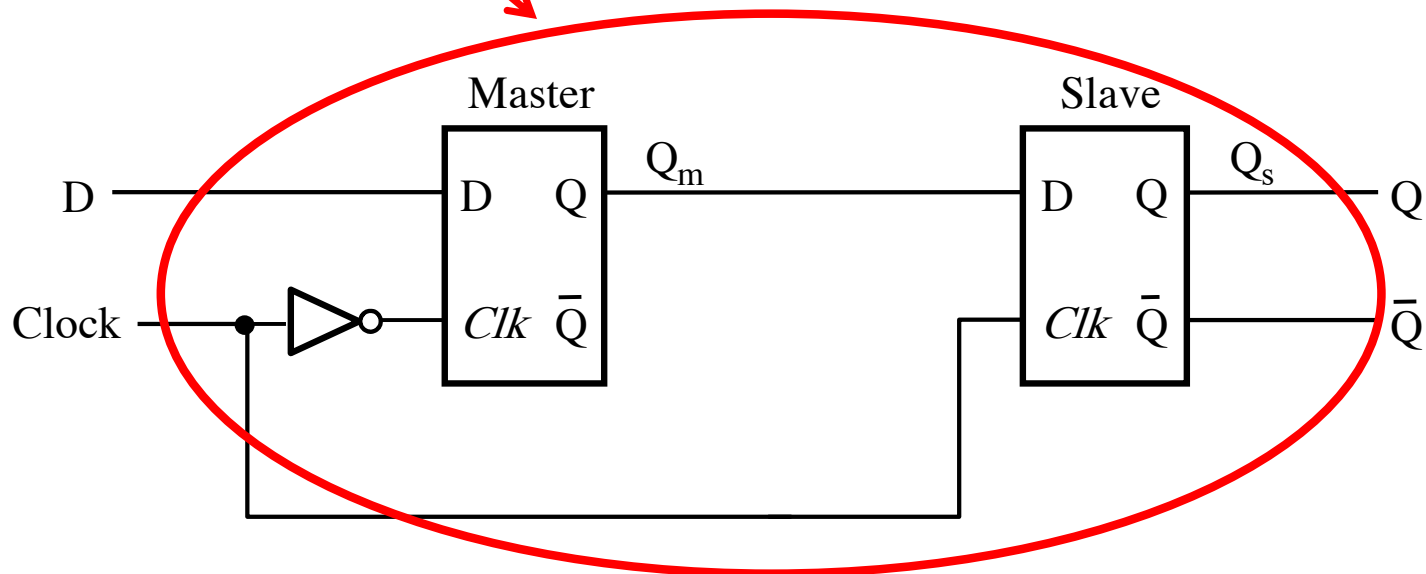 Master Slave
Qm Qs
D D Q D Q Q
Clock Clk Q̅ Clk Q̅ Q̅